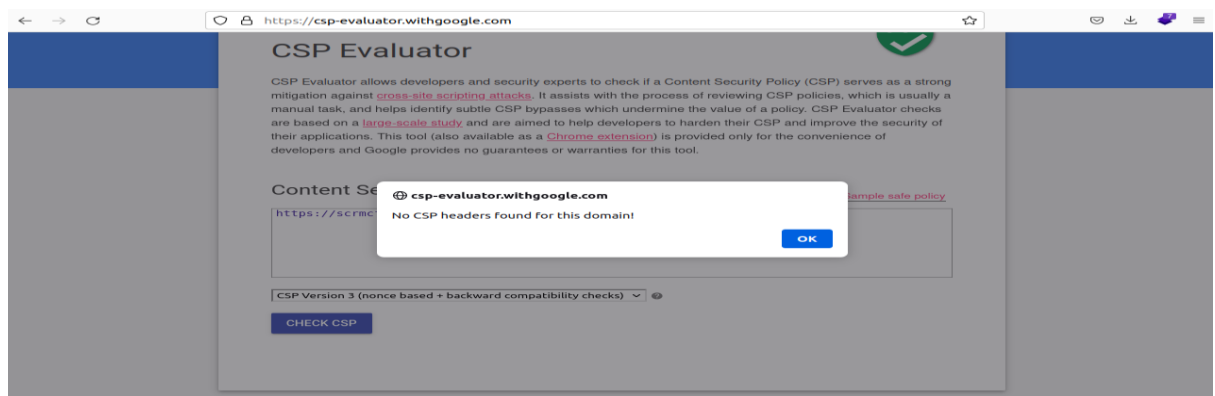 https://csp-evaluator.withgoogle.com
CSP Evaluator
CSP Evaluator allows developers and security experts to check if a Content Security Policy (CSP) serves as a strong
mitigation against cross-site scripting attacks. It assists with the process of reviewing CSP policies, which is usually a
manual task, and helps identify subtle CSP bypasses which undermine the value of a policy. CSP Evaluator checks
are based on a large-scale study and are aimed to help developers to harden their CSP and improve the security of
their applications. This tool (also available as a Chrome extension) is provided only for the convenience of
developers and Google provides no guarantees or warranties for this tool.
Content Se
csp-evaluator.withgoogle.com
Sample safe policy
https://scrmc
No CSP headers found for this domain!
OK
CSP Version 3 (nonce based + backward compatibility checks)
CHECK CSP